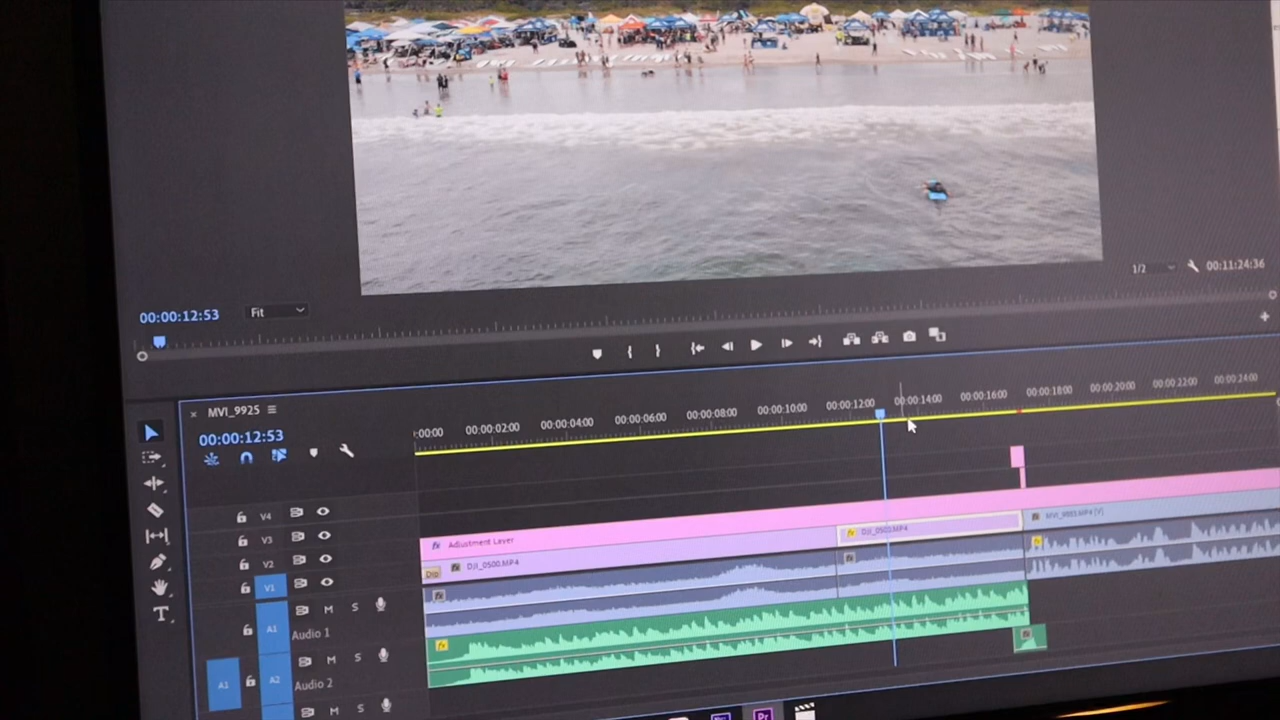 00:00:12:53
Fit
1/2
00:11:24:36
MVI_9925
00:00:12:53
:00:00
00:00:02:00
00:00:04:00
00:00:06:00
00:00:08:00
00:00:10:00
00:00:12:00
00:00:14:00
00:00:16:00
00:00:18:00
00:00:20:00
00:00:22:00
00:00:24:00
V4
V3
fx Adjustment Layer
V2
fx DJI_0500.MP4
V1
A1
M S
Audio 1
A1
A2
M S
Audio 2
M S
T
Pr